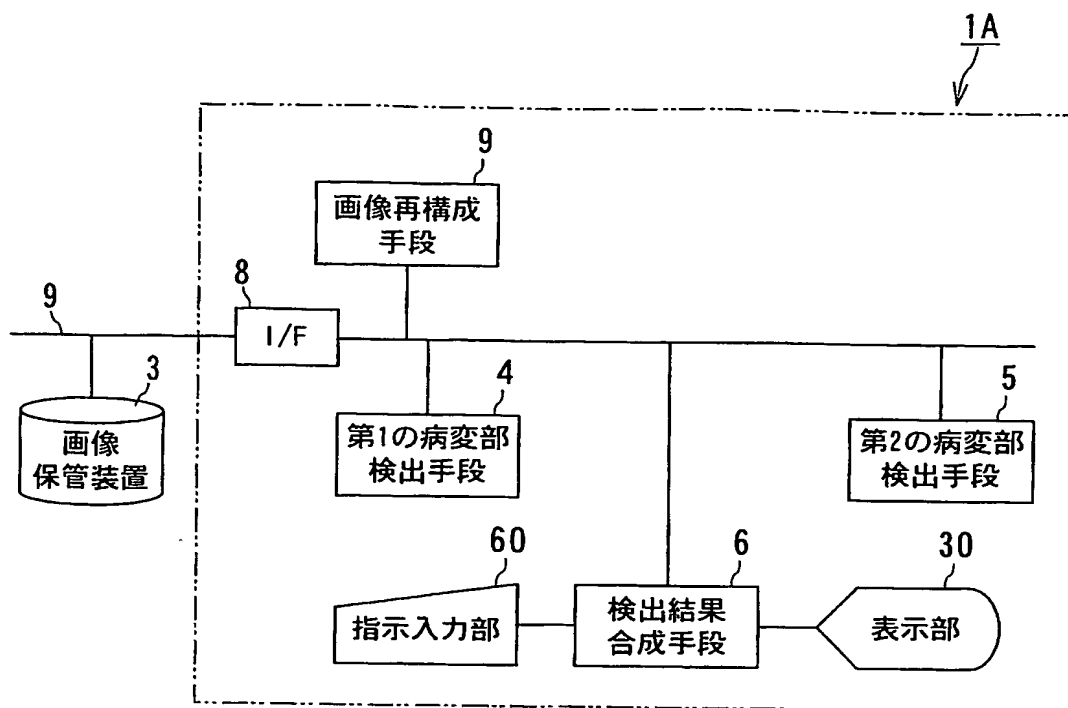 1A
9
画像再構成
手段
8
I/F
9
3
画像
保管装置
4
第1の病変部
検出手段
5
第2の病変部
検出手段
60
指示入力部
6
検出結果
合成手段
30
表示部